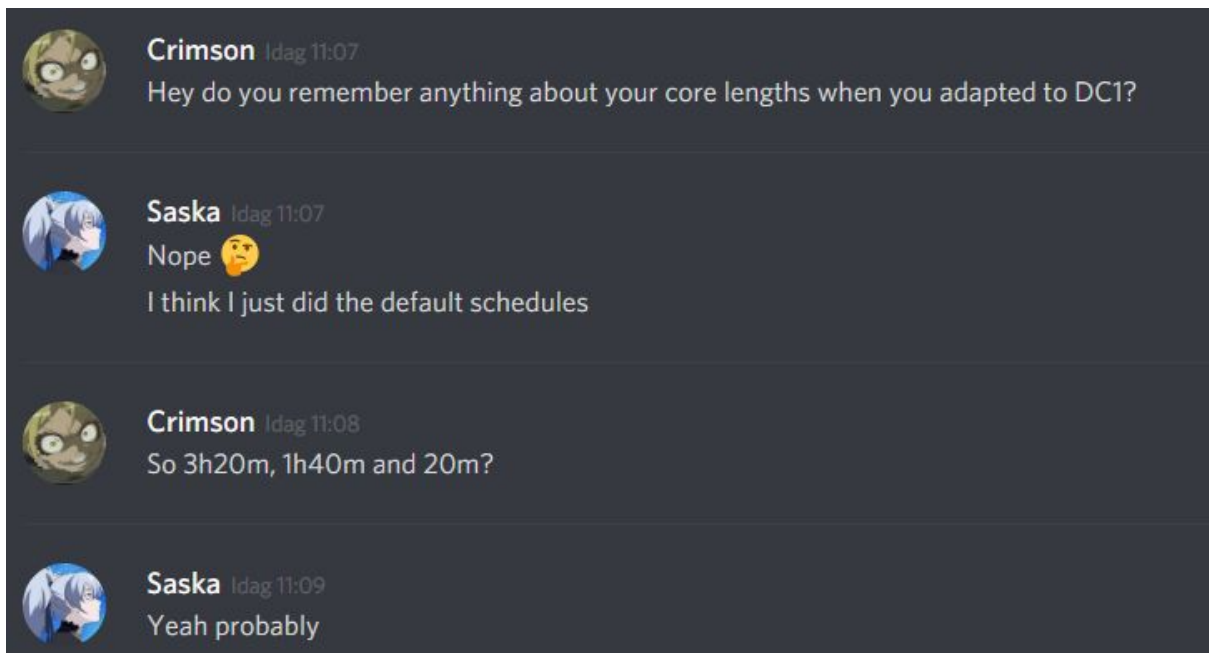 Crimson Idag 11:07
Hey do you remember anything about your core lengths when you adapted to DC1?
Saska Idag 11:07
Nope 🤔
I think I just did the default schedules
Crimson Idag 11:08
So 3h20m, 1h40m and 20m?
Saska Idag 11:09
Yeah probably